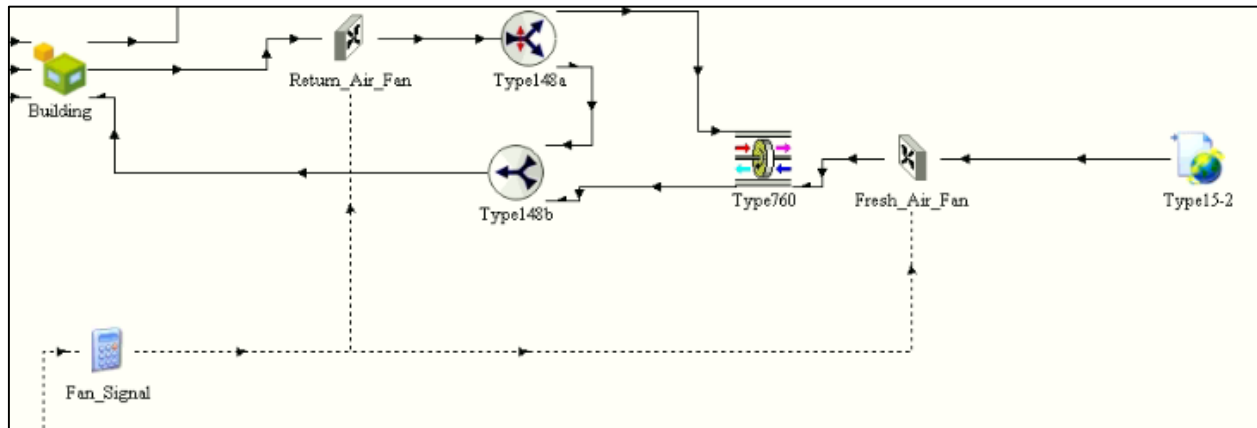 Building
Return_Air_Fan
Type148a
Type148b
Type760
Fresh_Air_Fan
Type15-2
Fan_Signal